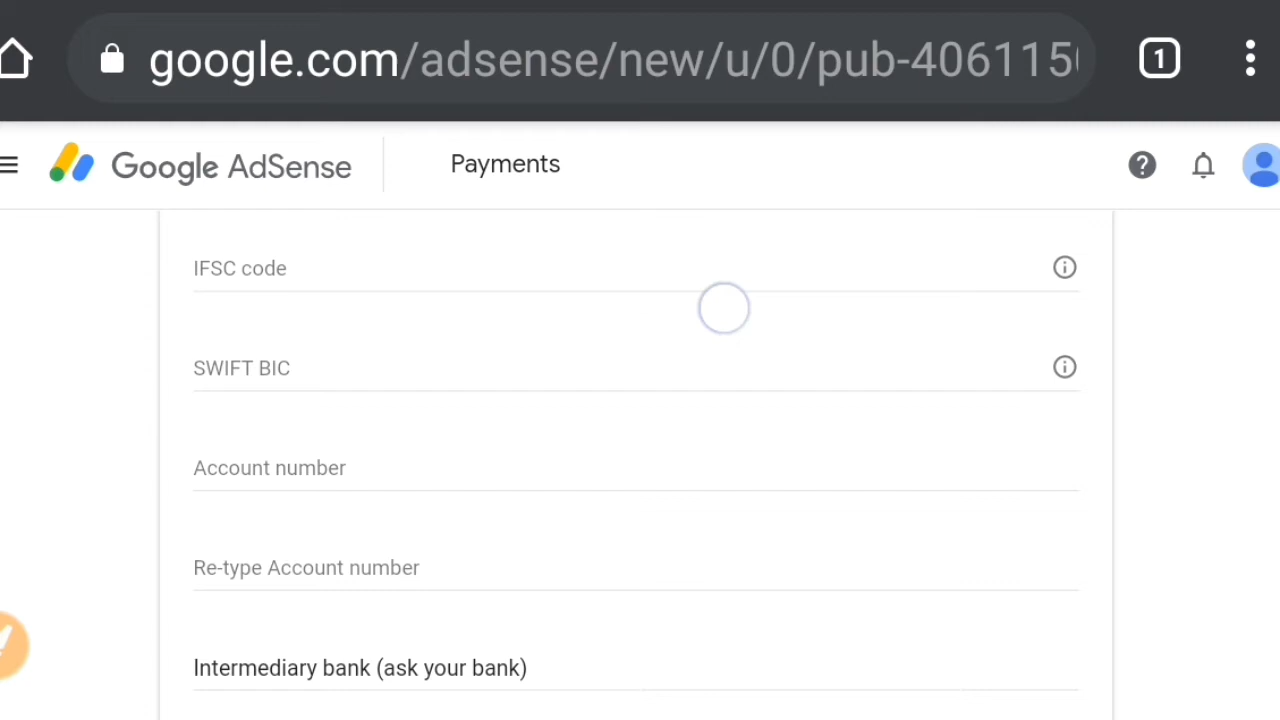 google.com/adsense/new/u/0/pub-406115
1
Google AdSense
Payments
IFSC code
SWIFT BIC
Account number
Re-type Account number
Intermediary bank (ask your bank)